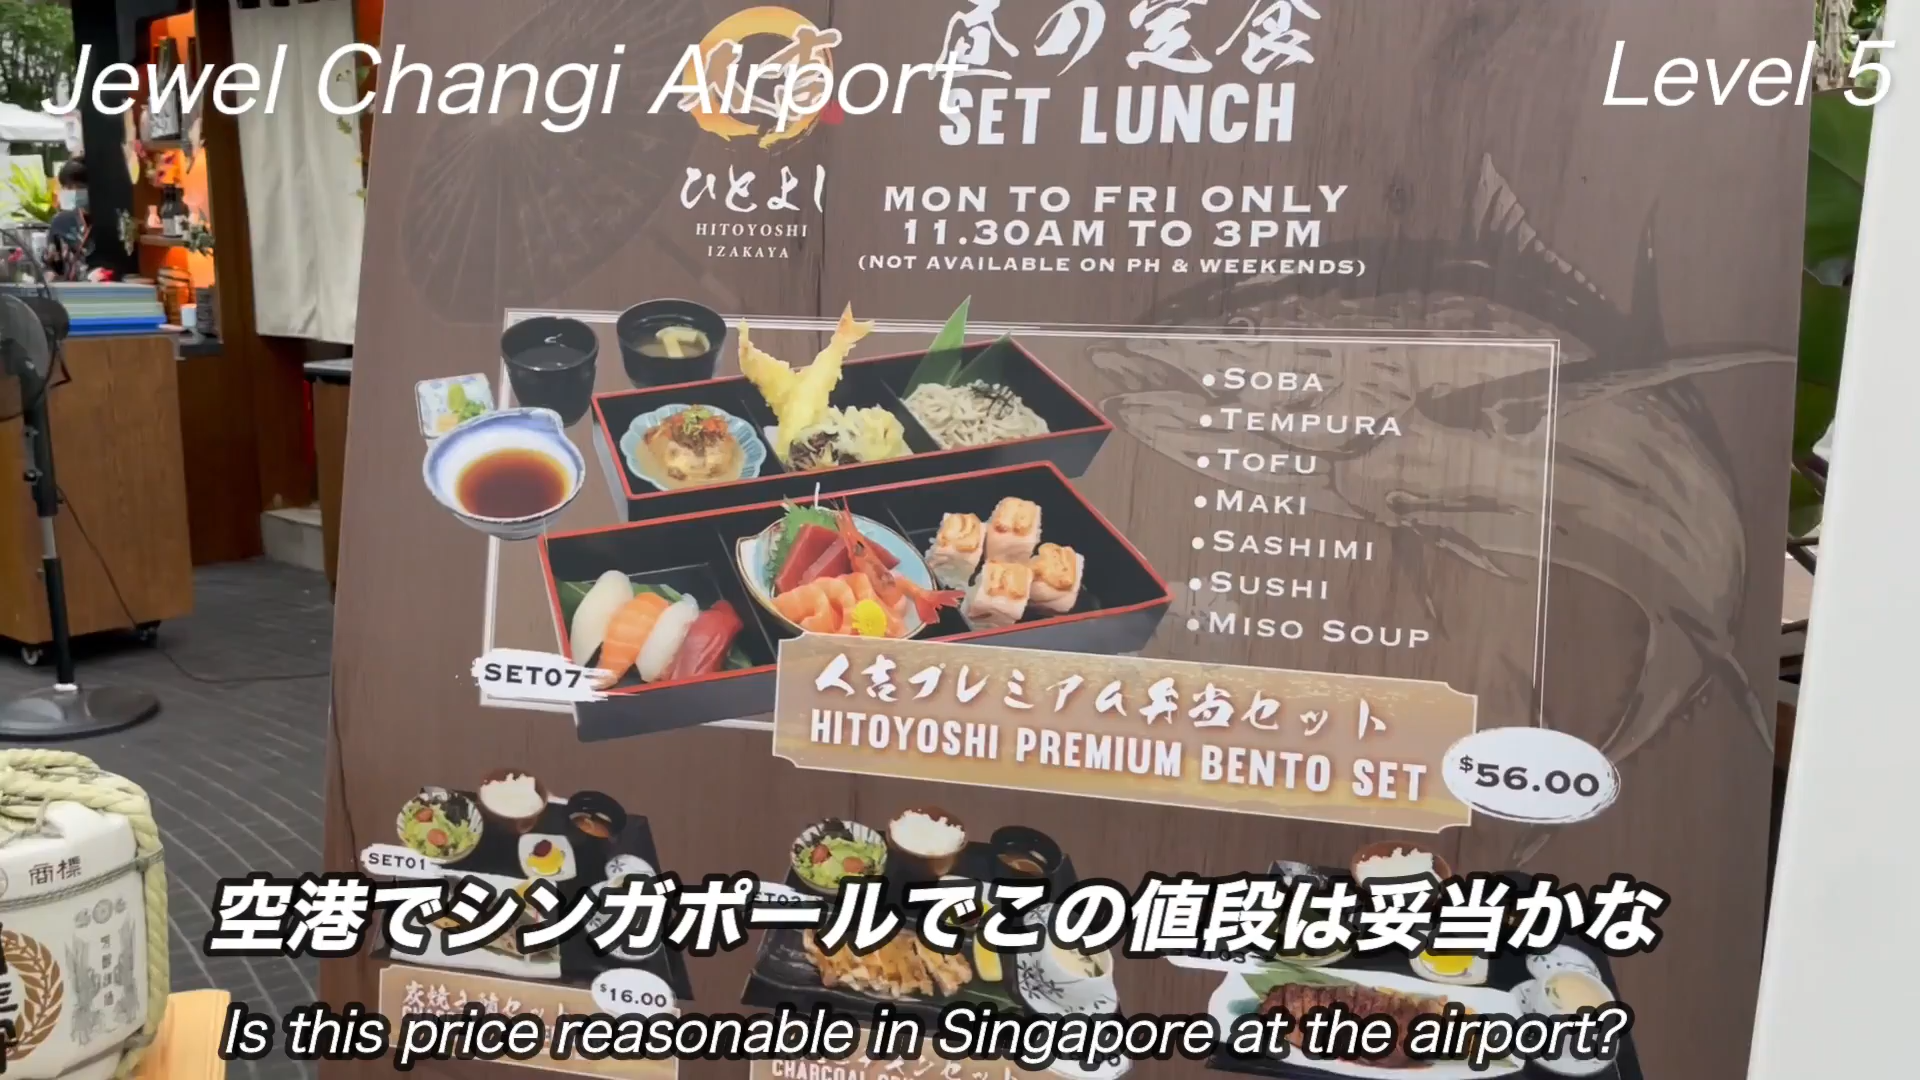 Jewel Changi Airport
Level 5
昼の定食
SET LUNCH
ひとよし
HITOYOSHI
IZAKAYA
MON TO FRI ONLY
11.30AM TO 3PM
(NOT AVAILABLE ON PH & WEEKENDS)
•SOBA
•TEMPURA
•TOFU
•MAKI
•SASHIMI
•SUSHI
•MISO SOUP
SET07
人吉プレミアム弁当セット
HITOYOSHI PREMIUM BENTO SET
$56.00
SET01
商標
空港でシンガポールでこの値段は妥当かな
$16.00
Is this price reasonable in Singapore at the airport?